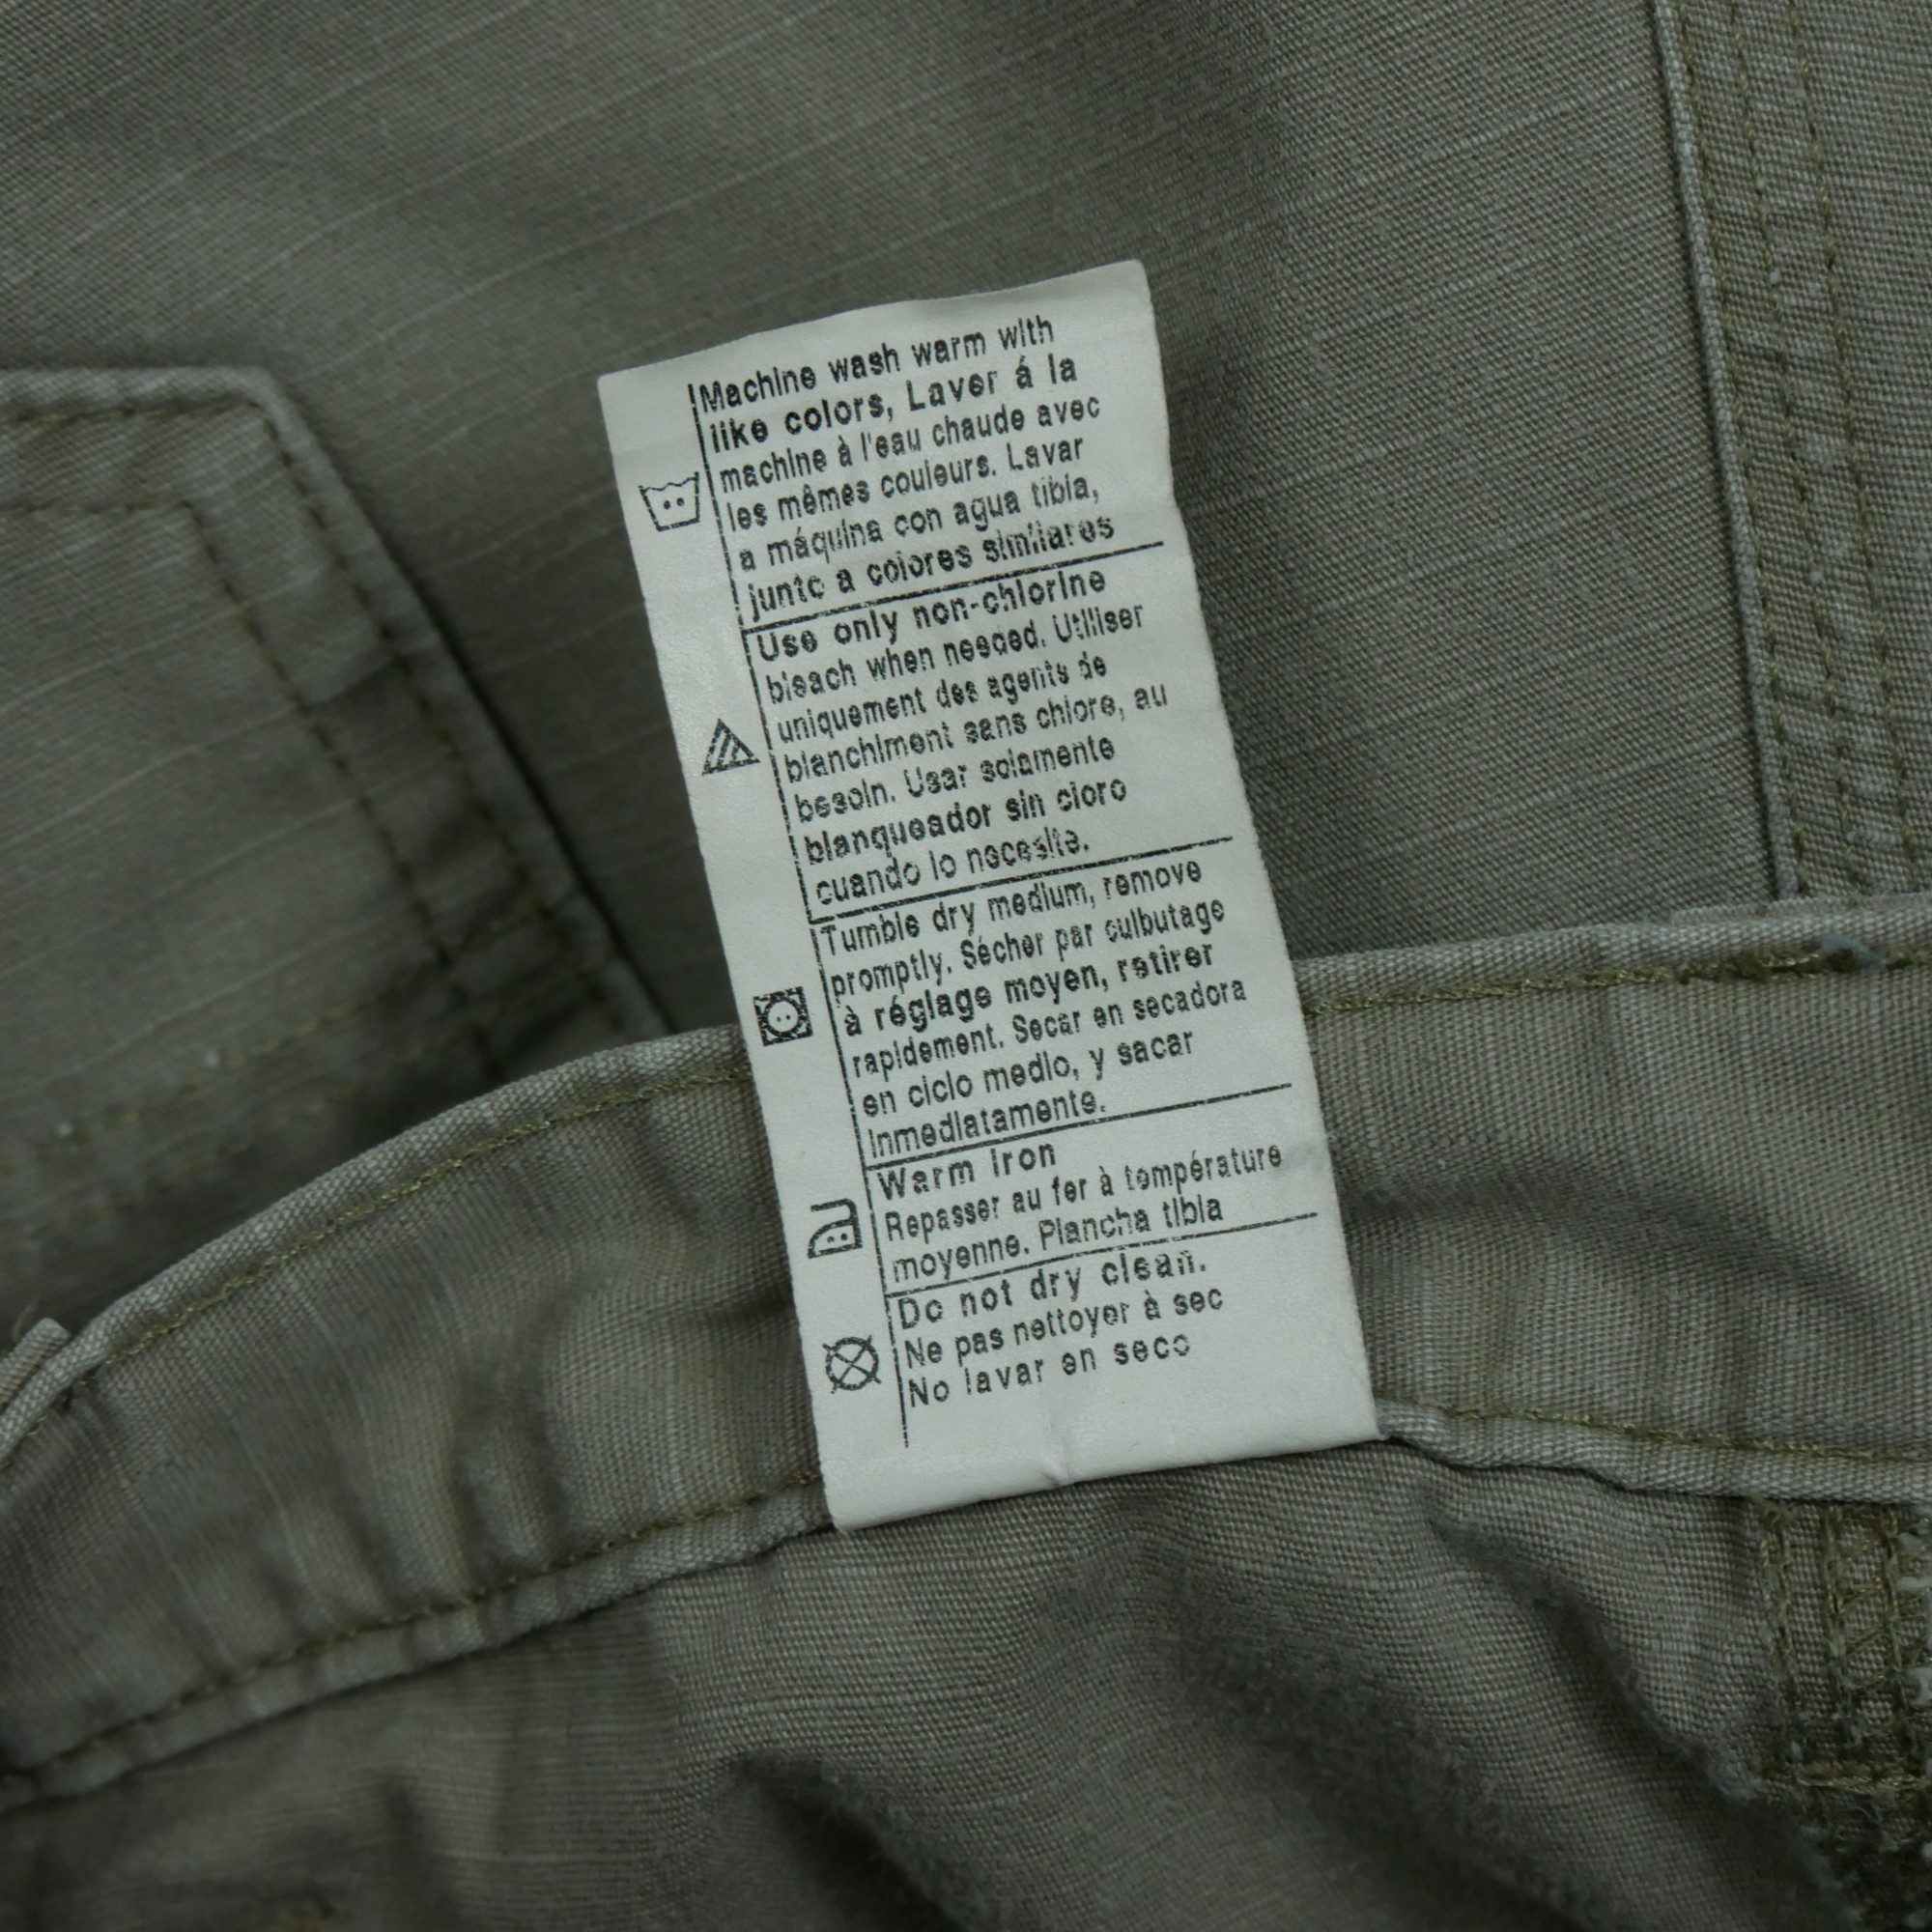 Machine wash warm with
like colors, Laver á la
machine à l'eau chaude avec
les mêmes couleurs. Lavar
a máquina con agua tibia,
junto a colores similares
Use only non-chlorine
bleach when needed. Utiliser
uniquement des agents de
blanchiment sans chlore, au
besoin. Usar solamente
blanqueador sin cloro
cuando lo necesite.
Tumble dry medium, remove
promptly. Sécher par culbutage
à réglage moyen, retirer
rapidement. Secar en secadora
en ciclo medio, y sacar
inmediatamente.
Warm iron
Repasser au fer à température
moyenne. Plancha tibia
Do not dry clean.
Ne pas nettoyer à sec
No lavar en seco